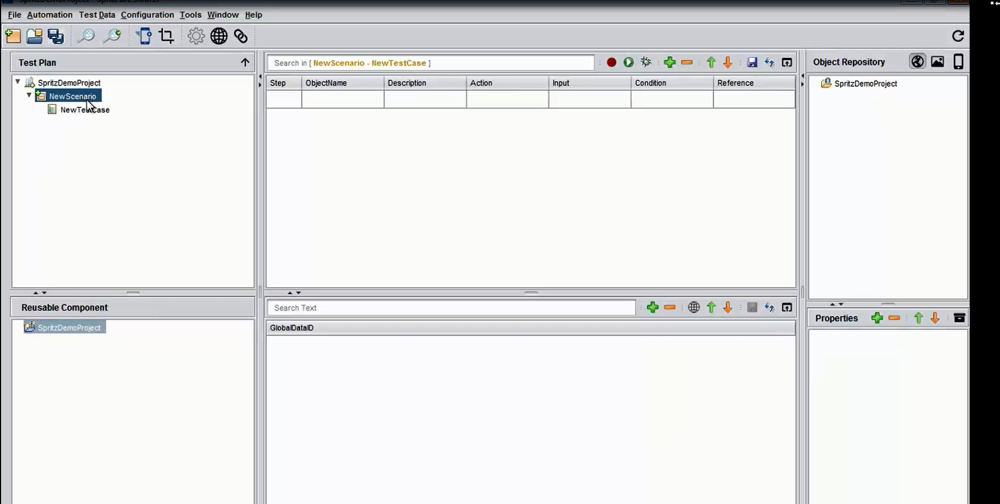 File Automation Test Data Configuration Tools Window Help
Test Plan
SpritzDemoProject
NewScenario
NewTestCase
Search in [ NewScenario - NewTestCase ]
Step ObjectName Description Action Input Condition Reference
Object Repository
SpritzDemoProject
Reusable Component
SpritzDemoProject
Search Text
GlobalDataID
Properties